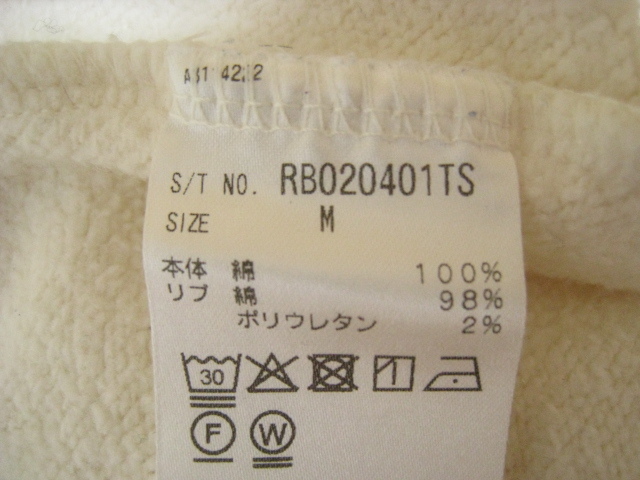 S/T NO. RB020401TS
SIZE M
本体 綿 100%
リブ 綿 98%
ポリウレタン 2%
30
F W